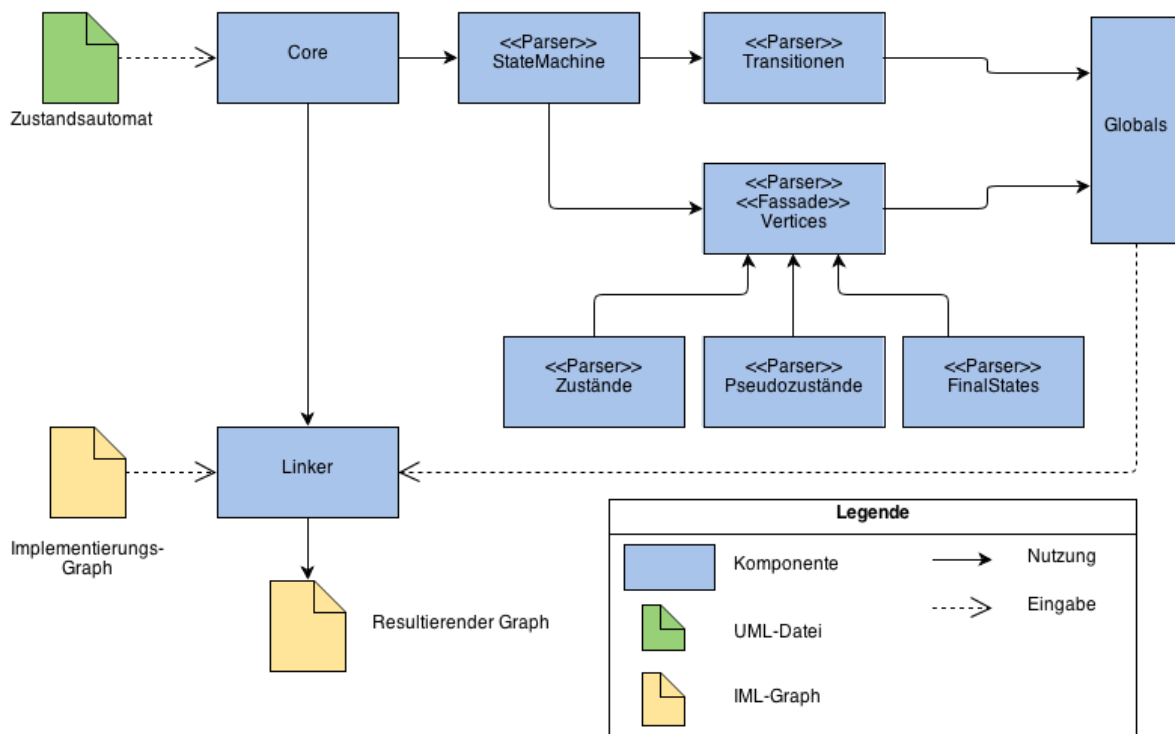 Zustandsautomat
Core
<<Parser>>
StateMachine
<<Parser>>
Transitionen
Globals
<<Parser>>
<<Fassade>>
Vertices
<<Parser>>
Zustände
<<Parser>>
Pseudozustände
<<Parser>>
FinalStates
Implementierungs-
Graph
Linker
Resultierender Graph
Legende
Komponente
Nutzung
UML-Datei
Eingabe
IML-Graph